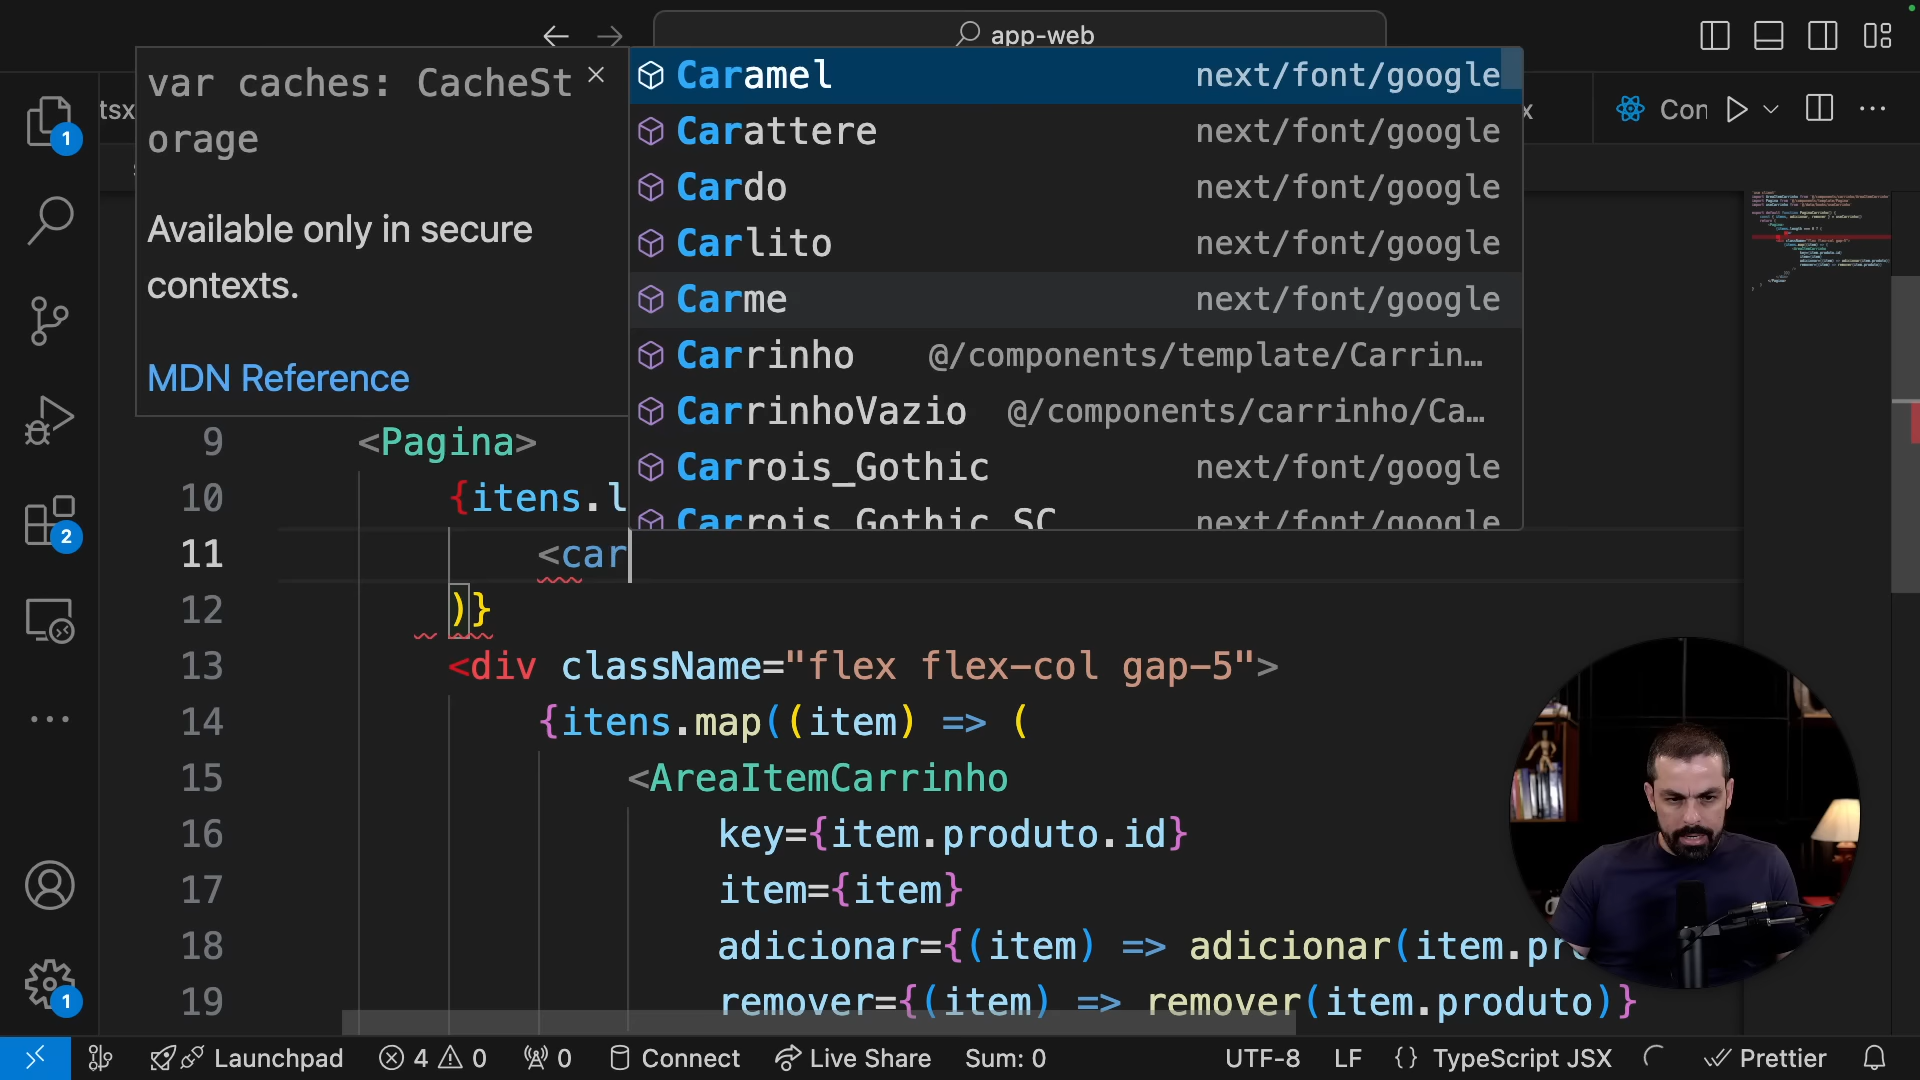 app-web
tsx
x
Con
var caches: CacheSt
orage
Available only in secure
contexts.
MDN Reference
Caramel next/font/google
Carattere next/font/google
Cardo next/font/google
Carlito next/font/google
Carme next/font/google
Carrinho @/components/template/Carrin…
CarrinhoVazio @/components/carrinho/Ca…
Carrois_Gothic next/font/google
Carrois_Gothic_SC next/font/google
9 <Pagina>
10 {itens.l
11 <car
12 )}
13 <div className="flex flex-col gap-5">
14 {itens.map((item) => (
15 <AreaItemCarrinho
16 key={item.produto.id}
17 item={item}
18 adicionar={(item) => adicionar(item.pr
19 remover={(item) => remover(item.produto)}
1
2
1
Launchpad 4 0 0 Connect Live Share Sum: 0 UTF-8 LF {} TypeScript JSX Prettier